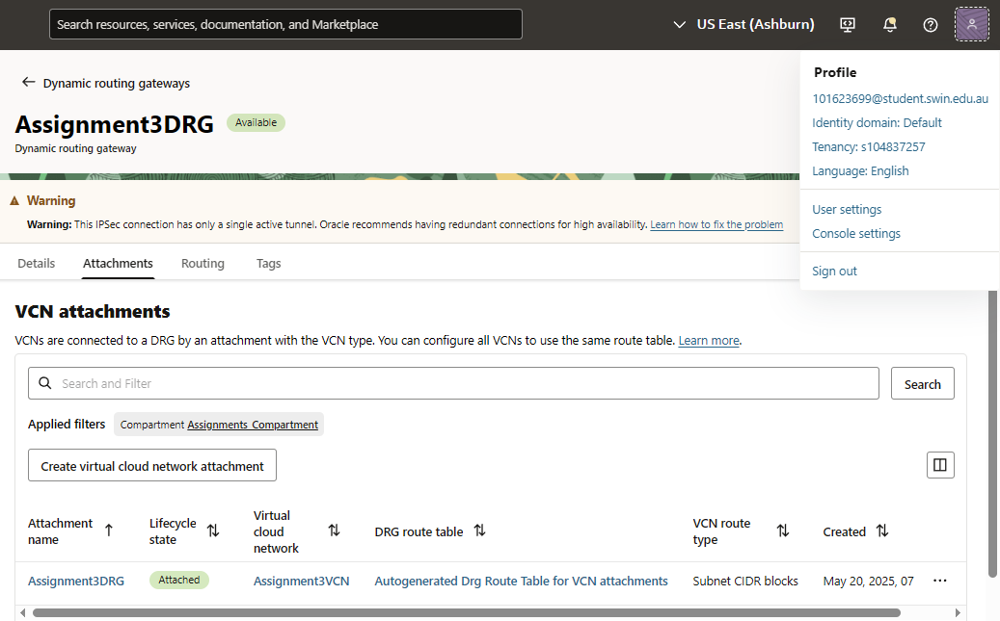 Search resources, services, documentation, and Marketplace
US East (Ashburn)
Profile
101623699@student.swin.edu.au
Identity domain: Default
Tenancy: s104837257
Language: English
User settings
Console settings
Sign out
Dynamic routing gateways
Assignment3DRG Available
Dynamic routing gateway
Warning
Warning: This IPSec connection has only a single active tunnel. Oracle recommends having redundant connections for high availability. Learn how to fix the problem
Details Attachments Routing Tags
VCN attachments
VCNs are connected to a DRG by an attachment with the VCN type. You can configure all VCNs to use the same route table. Learn more.
Search and Filter Search
Applied filters Compartment Assignments_Compartment
Create virtual cloud network attachment
Attachment name
Lifecycle state
Virtual cloud network
DRG route table
VCN route type
Created
Assignment3DRG Attached Assignment3VCN Autogenerated Drg Route Table for VCN attachments Subnet CIDR blocks May 20, 2025, 07